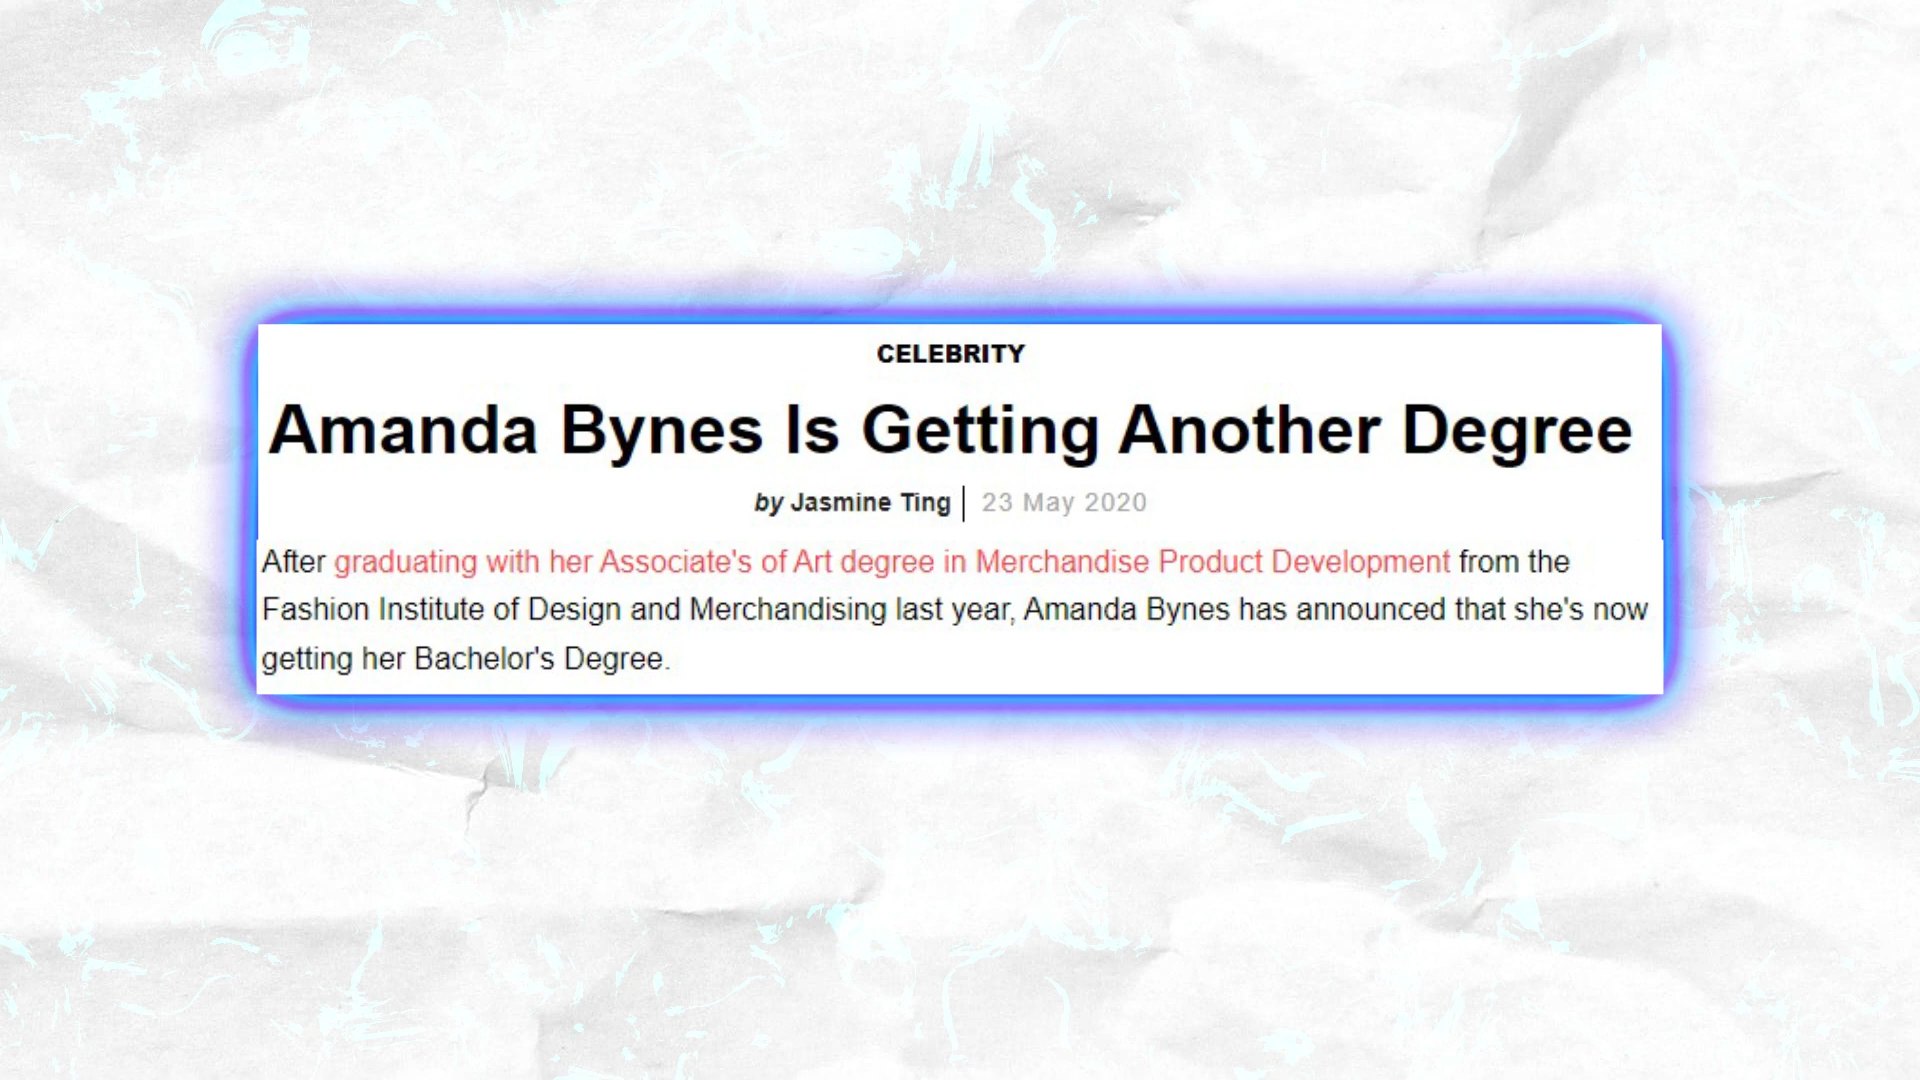 CELEBRITY
Amanda Bynes Is Getting Another Degree
by Jasmine Ting | 23 May 2020
After graduating with her Associate's of Art degree in Merchandise Product Development from the
Fashion Institute of Design and Merchandising last year, Amanda Bynes has announced that she's now
getting her Bachelor's Degree.